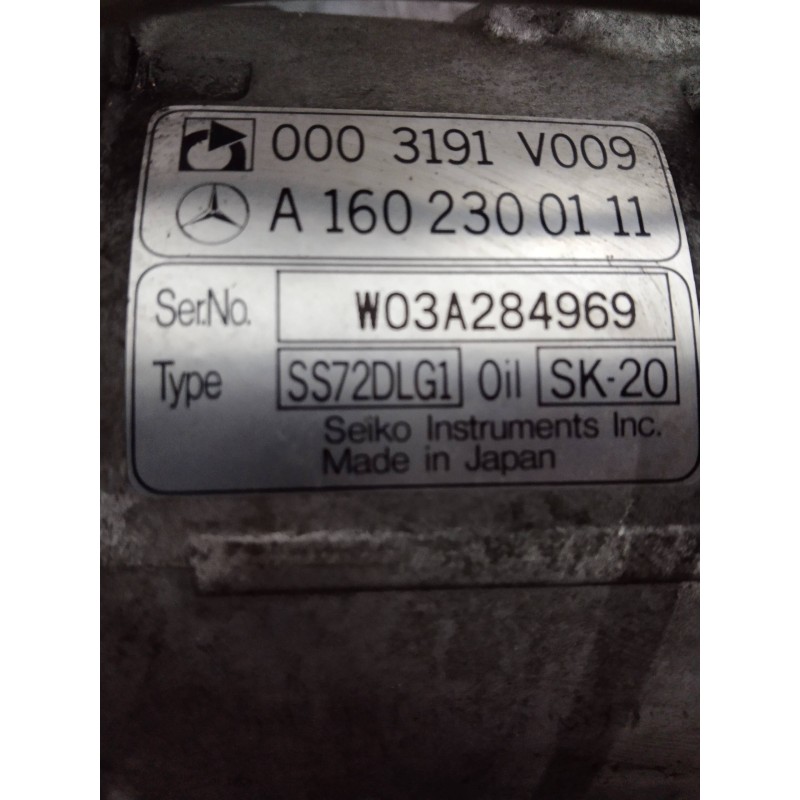 000 3191 V009
A 160 230 01 11
Ser.No. W03A284969
Type SS72DLG1 Oil SK-20
Seiko Instruments Inc.
Made in Japan